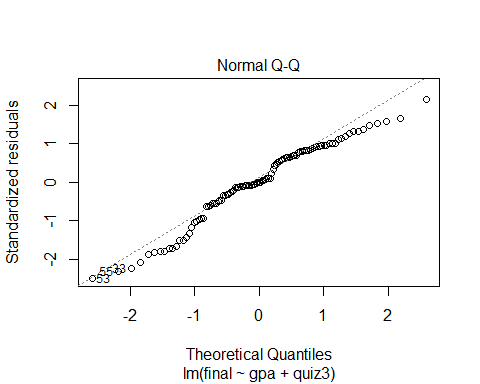 Normal Q-Q
Standardized residuals
2
1
0
-1
-2
53
-2
-1
0
1
2
Theoretical Quantiles
lm(final ~ gpa + quiz3)